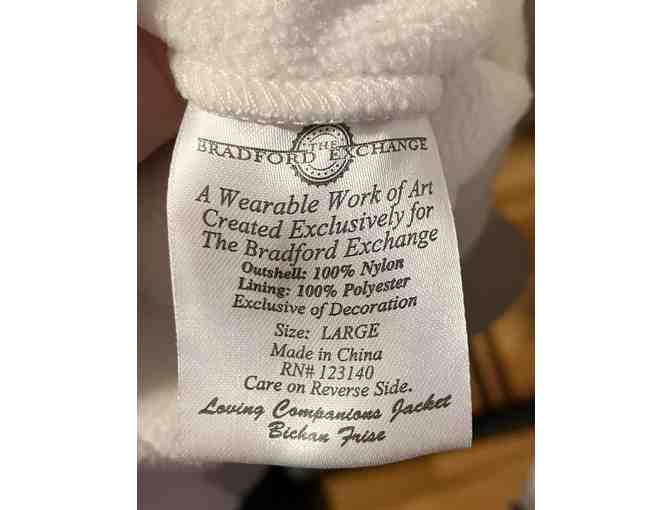 THE
BRADFORD EXCHANGE
A Wearable Work of Art
Created Exclusively for
The Bradford Exchange
Outshell: 100% Nylon
Lining: 100% Polyester
Exclusive of Decoration
Size: LARGE
Made in China
RN# 123140
Care on Reverse Side.
Loving Companions Jacket
Bichan Frise